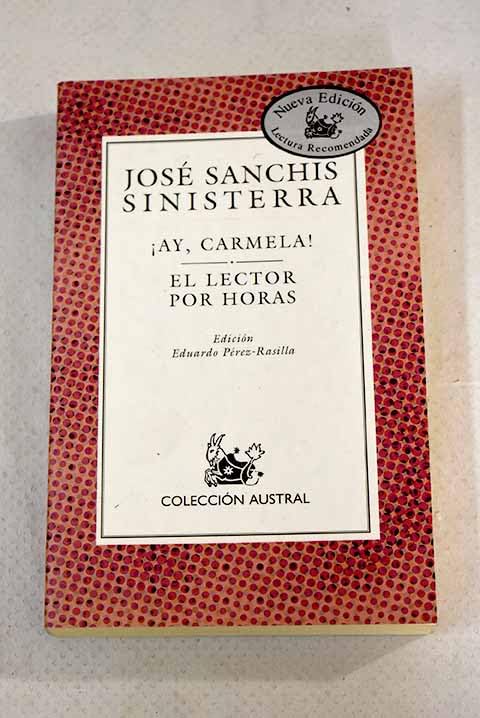 Nueva Edición
Lectura Recomendada
JOSÉ SANCHIS
SINISTERRA
¡AY, CARMELA!
EL LECTOR
POR HORAS
Edición
Eduardo Pérez-Rasilla
COLECCIÓN AUSTRAL